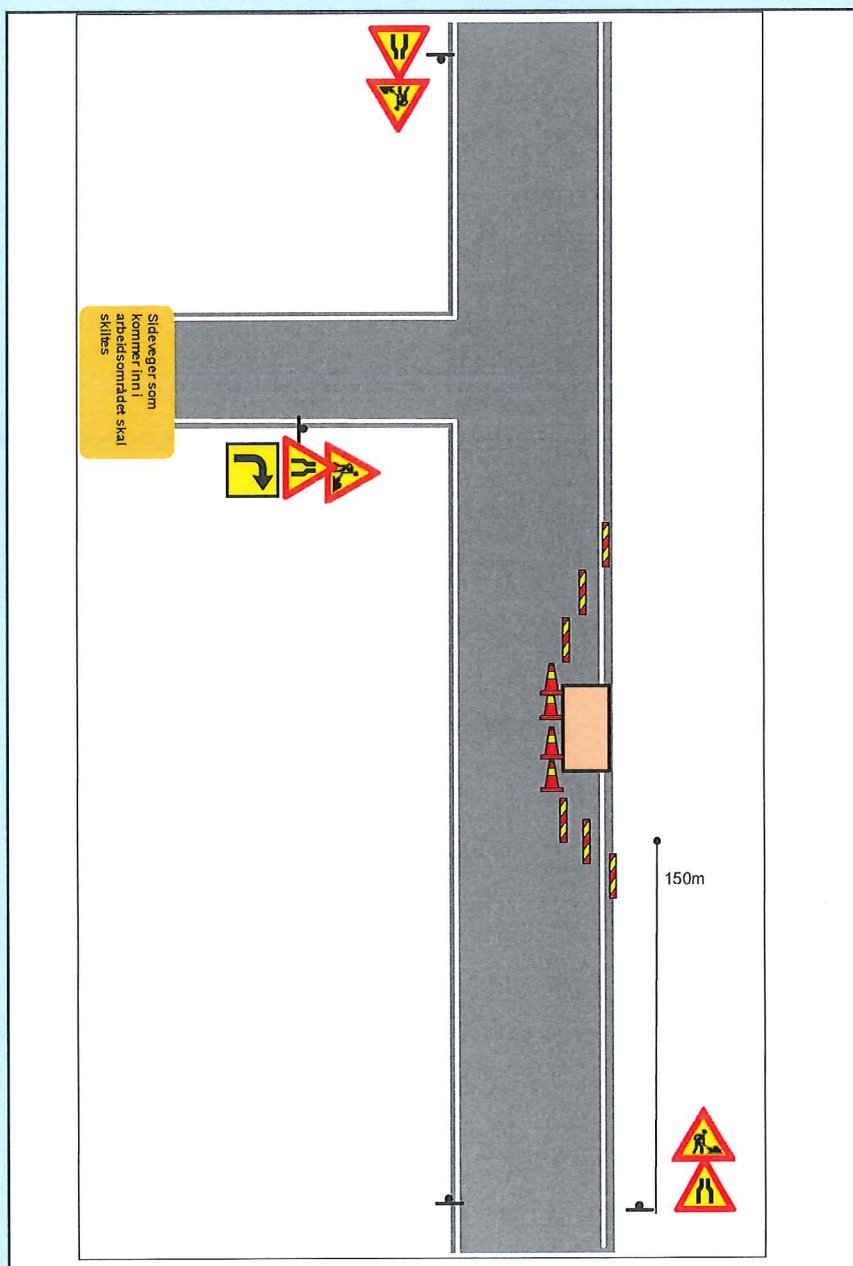 Sideveger som
kommer inn i
arbeidsområdet skal
skiltes
150m